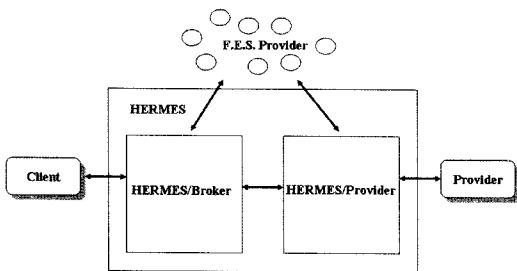 F.E.S. Provider
HERMES
Client
HERMES/Broker
HERMES/Provider
Provider